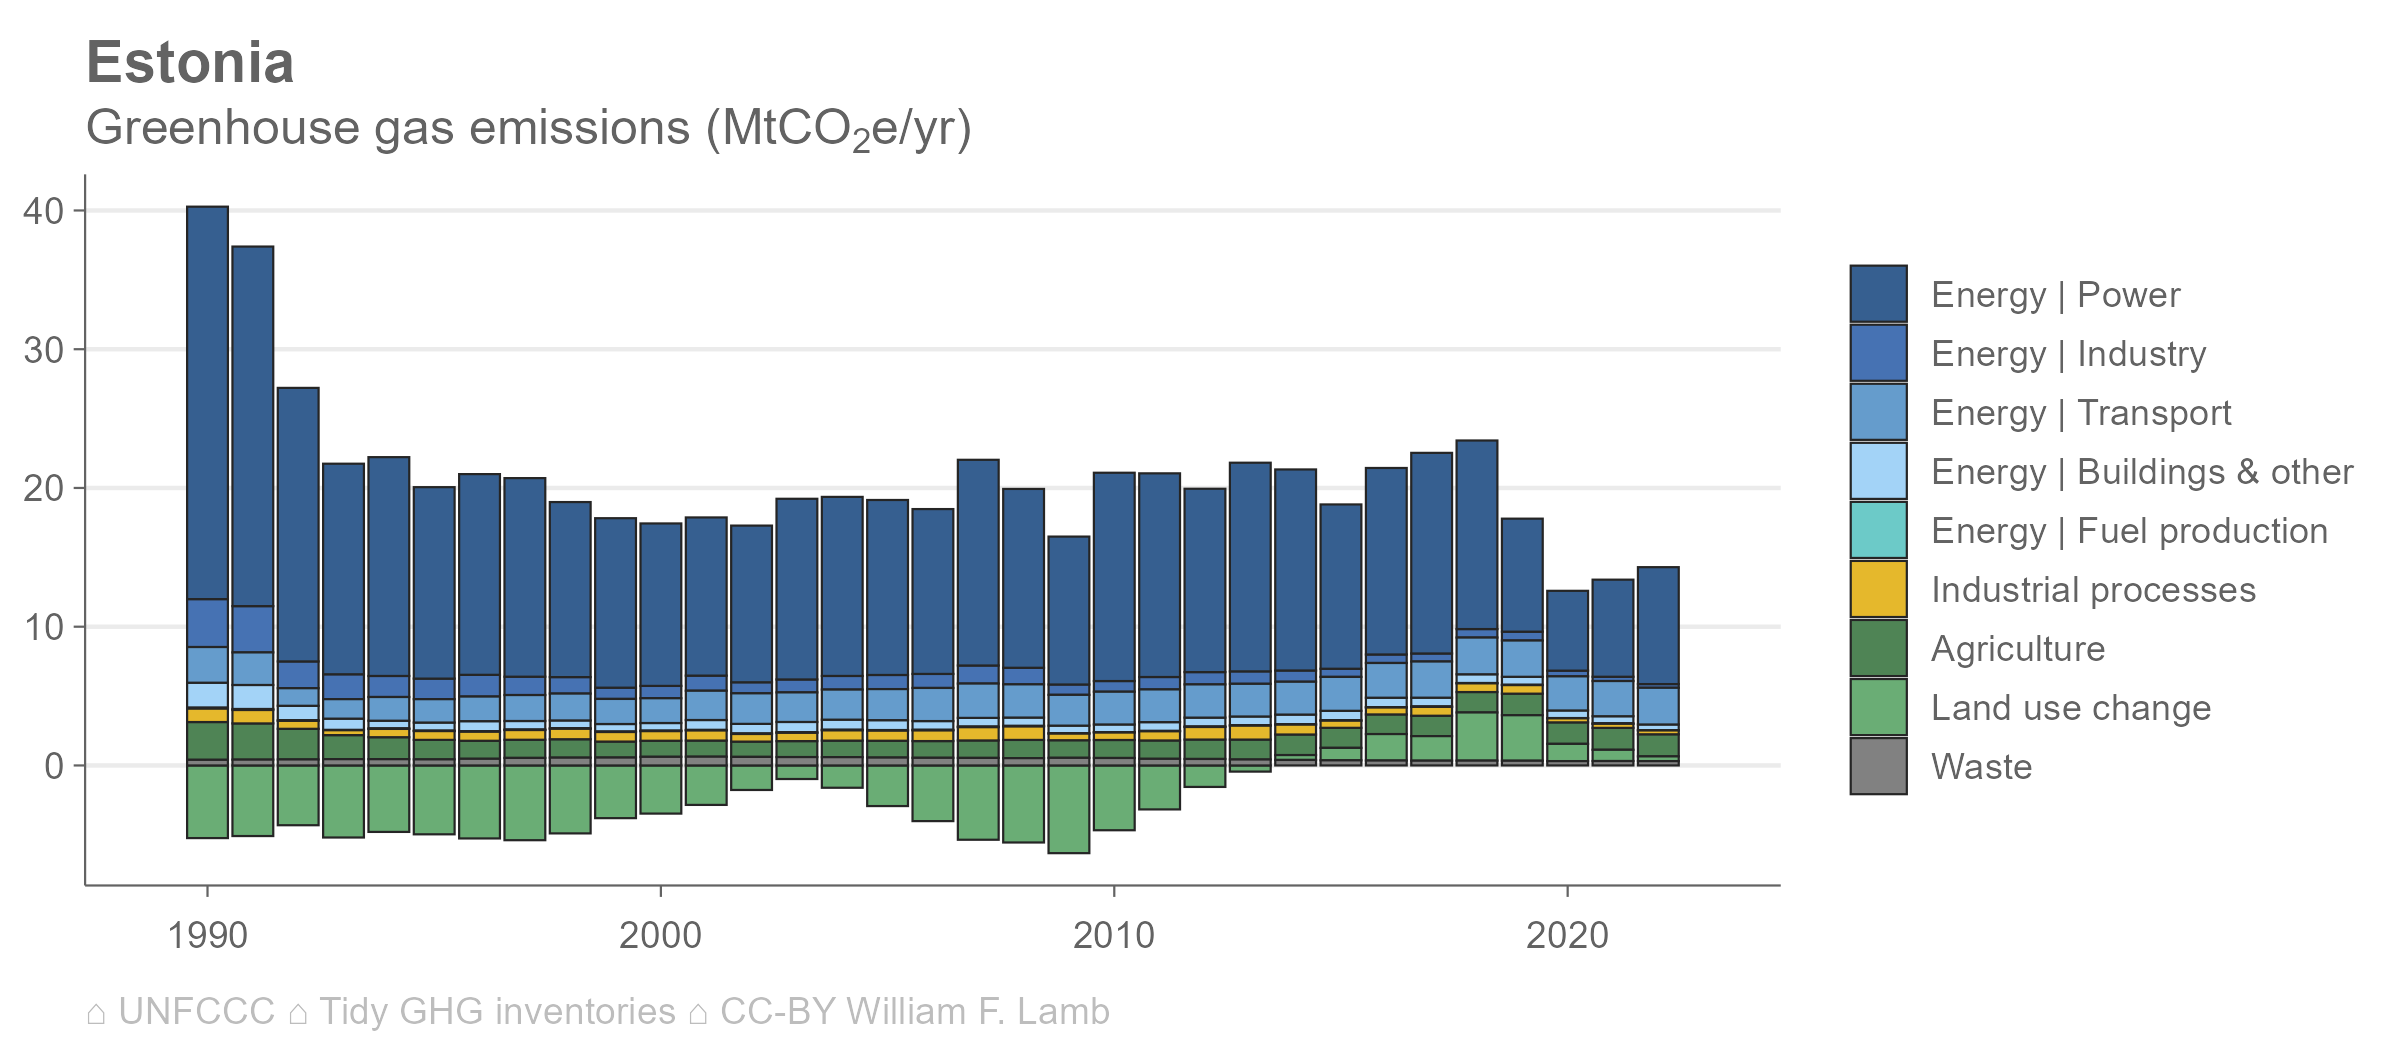 Estonia
Greenhouse gas emissions (MtCO₂e/yr)
40
30
20
10
0
1990 2000 2010 2020
Energy | Power
Energy | Industry
Energy | Transport
Energy | Buildings & other
Energy | Fuel production
Industrial processes
Agriculture
Land use change
Waste
⌂ UNFCCC ⌂ Tidy GHG inventories ⌂ CC-BY William F. Lamb